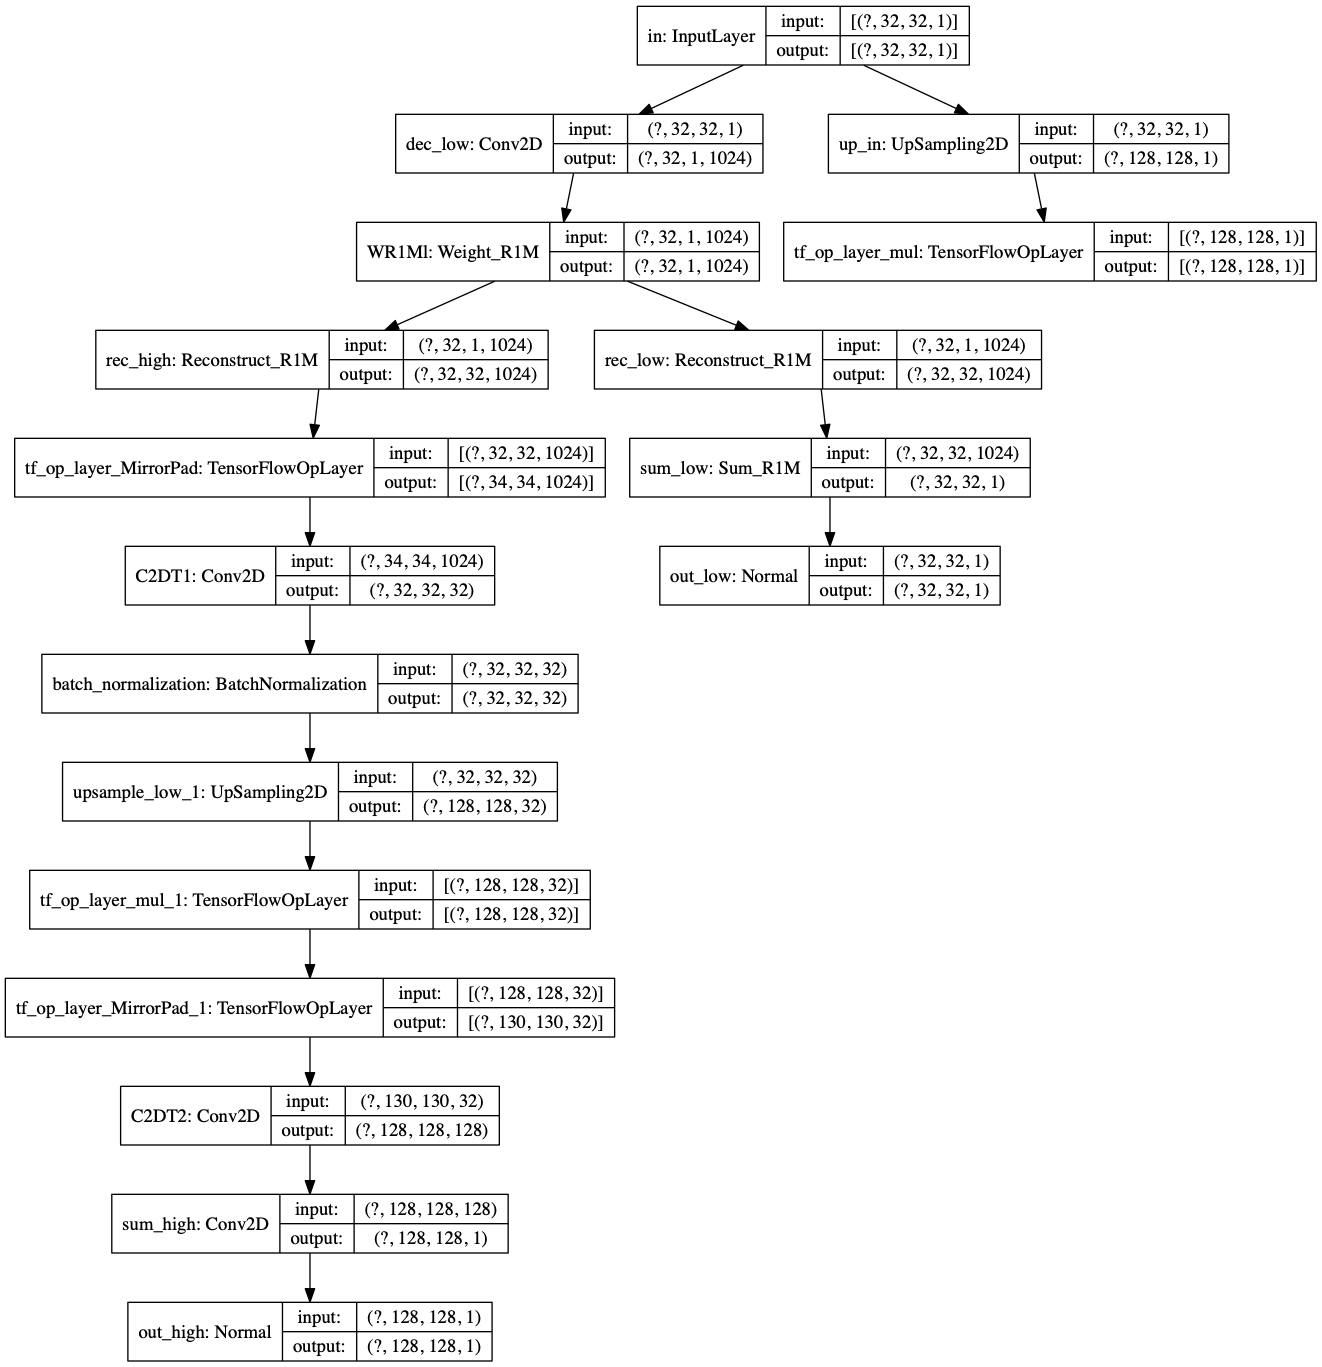 in: InputLayer
input: [(?, 32, 32, 1)]
output: [(?, 32, 32, 1)]
dec_low: Conv2D
input: (?, 32, 32, 1)
output: (?, 32, 1, 1024)
up_in: UpSampling2D
input: (?, 32, 32, 1)
output: (?, 128, 128, 1)
WR1Ml: Weight_R1M
input: (?, 32, 1, 1024)
output: (?, 32, 1, 1024)
tf_op_layer_mul: TensorFlowOpLayer
input: [(?, 128, 128, 1)]
output: [(?, 128, 128, 1)]
rec_high: Reconstruct_R1M
input: (?, 32, 1, 1024)
output: (?, 32, 32, 1024)
rec_low: Reconstruct_R1M
input: (?, 32, 1, 1024)
output: (?, 32, 32, 1024)
tf_op_layer_MirrorPad: TensorFlowOpLayer
input: [(?, 32, 32, 1024)]
output: [(?, 34, 34, 1024)]
sum_low: Sum_R1M
input: (?, 32, 32, 1024)
output: (?, 32, 32, 1)
C2DT1: Conv2D
input: (?, 34, 34, 1024)
output: (?, 32, 32, 32)
out_low: Normal
input: (?, 32, 32, 1)
output: (?, 32, 32, 1)
batch_normalization: BatchNormalization
input: (?, 32, 32, 32)
output: (?, 32, 32, 32)
upsample_low_1: UpSampling2D
input: (?, 32, 32, 32)
output: (?, 128, 128, 32)
tf_op_layer_mul_1: TensorFlowOpLayer
input: [(?, 128, 128, 32)]
output: [(?, 128, 128, 32)]
tf_op_layer_MirrorPad_1: TensorFlowOpLayer
input: [(?, 128, 128, 32)]
output: [(?, 130, 130, 32)]
C2DT2: Conv2D
input: (?, 130, 130, 32)
output: (?, 128, 128, 128)
sum_high: Conv2D
input: (?, 128, 128, 128)
output: (?, 128, 128, 1)
out_high: Normal
input: (?, 128, 128, 1)
output: (?, 128, 128, 1)